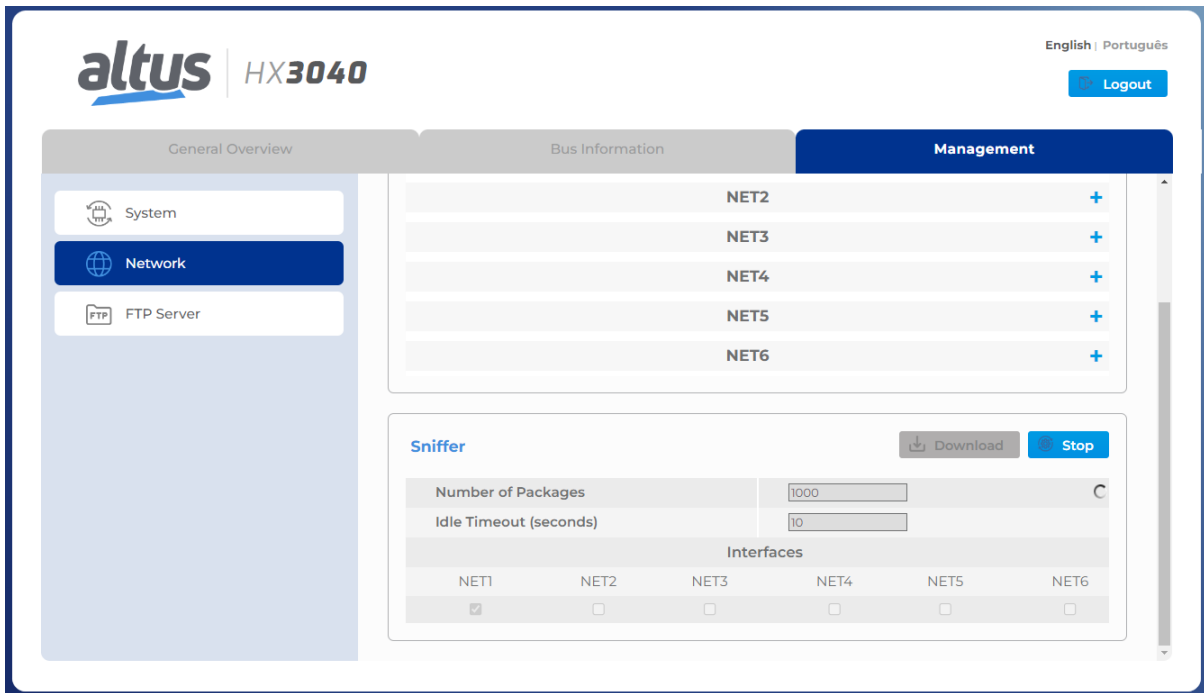 English | Português
altus HX3040
Logout
General Overview Bus Information Management
System
Network
FTP FTP Server
NET2 +
NET3 +
NET4 +
NET5 +
NET6 +
Sniffer Download Stop
Number of Packages 1000
Idle Timeout (seconds) 10
Interfaces
NET1 NET2 NET3 NET4 NET5 NET6